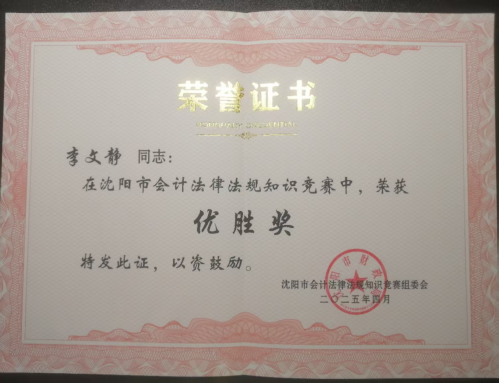 荣誉证书
李文静 同志：
在沈阳市会计法律法规知识竞赛中，荣获
优胜奖
特发此证，以资鼓励。
沈阳市会计法律法规知识竞赛组委会
二〇二五年四月